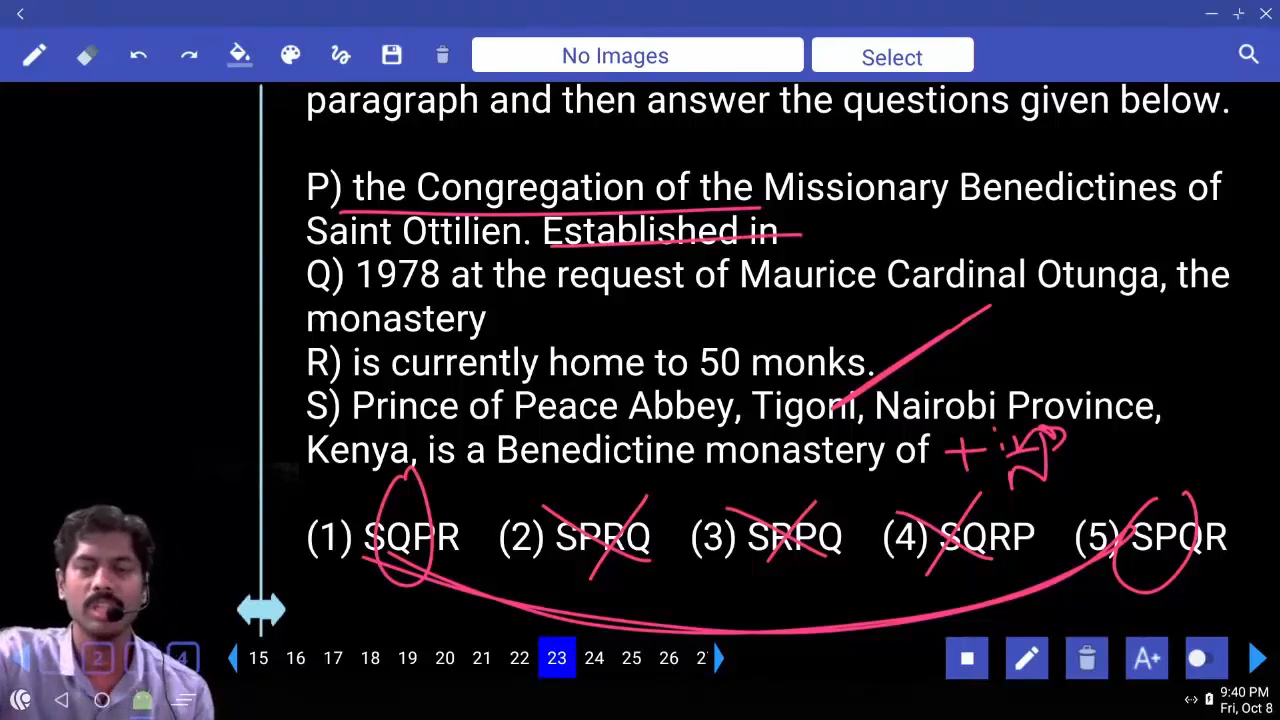 No Images
Select
paragraph and then answer the questions given below.
P) the Congregation of the Missionary Benedictines of
Saint Ottilien. Established in
Q) 1978 at the request of Maurice Cardinal Otunga, the
monastery
R) is currently home to 50 monks.
S) Prince of Peace Abbey, Tigoni, Nairobi Province,
Kenya, is a Benedictine monastery of
(1) SQPR (2) SPRQ (3) SRPQ (4) SQRP (5) SPQR
2 4 15 16 17 18 19 20 21 22 23 24 25 26 2
A+
9:40 PM
Fri, Oct 8